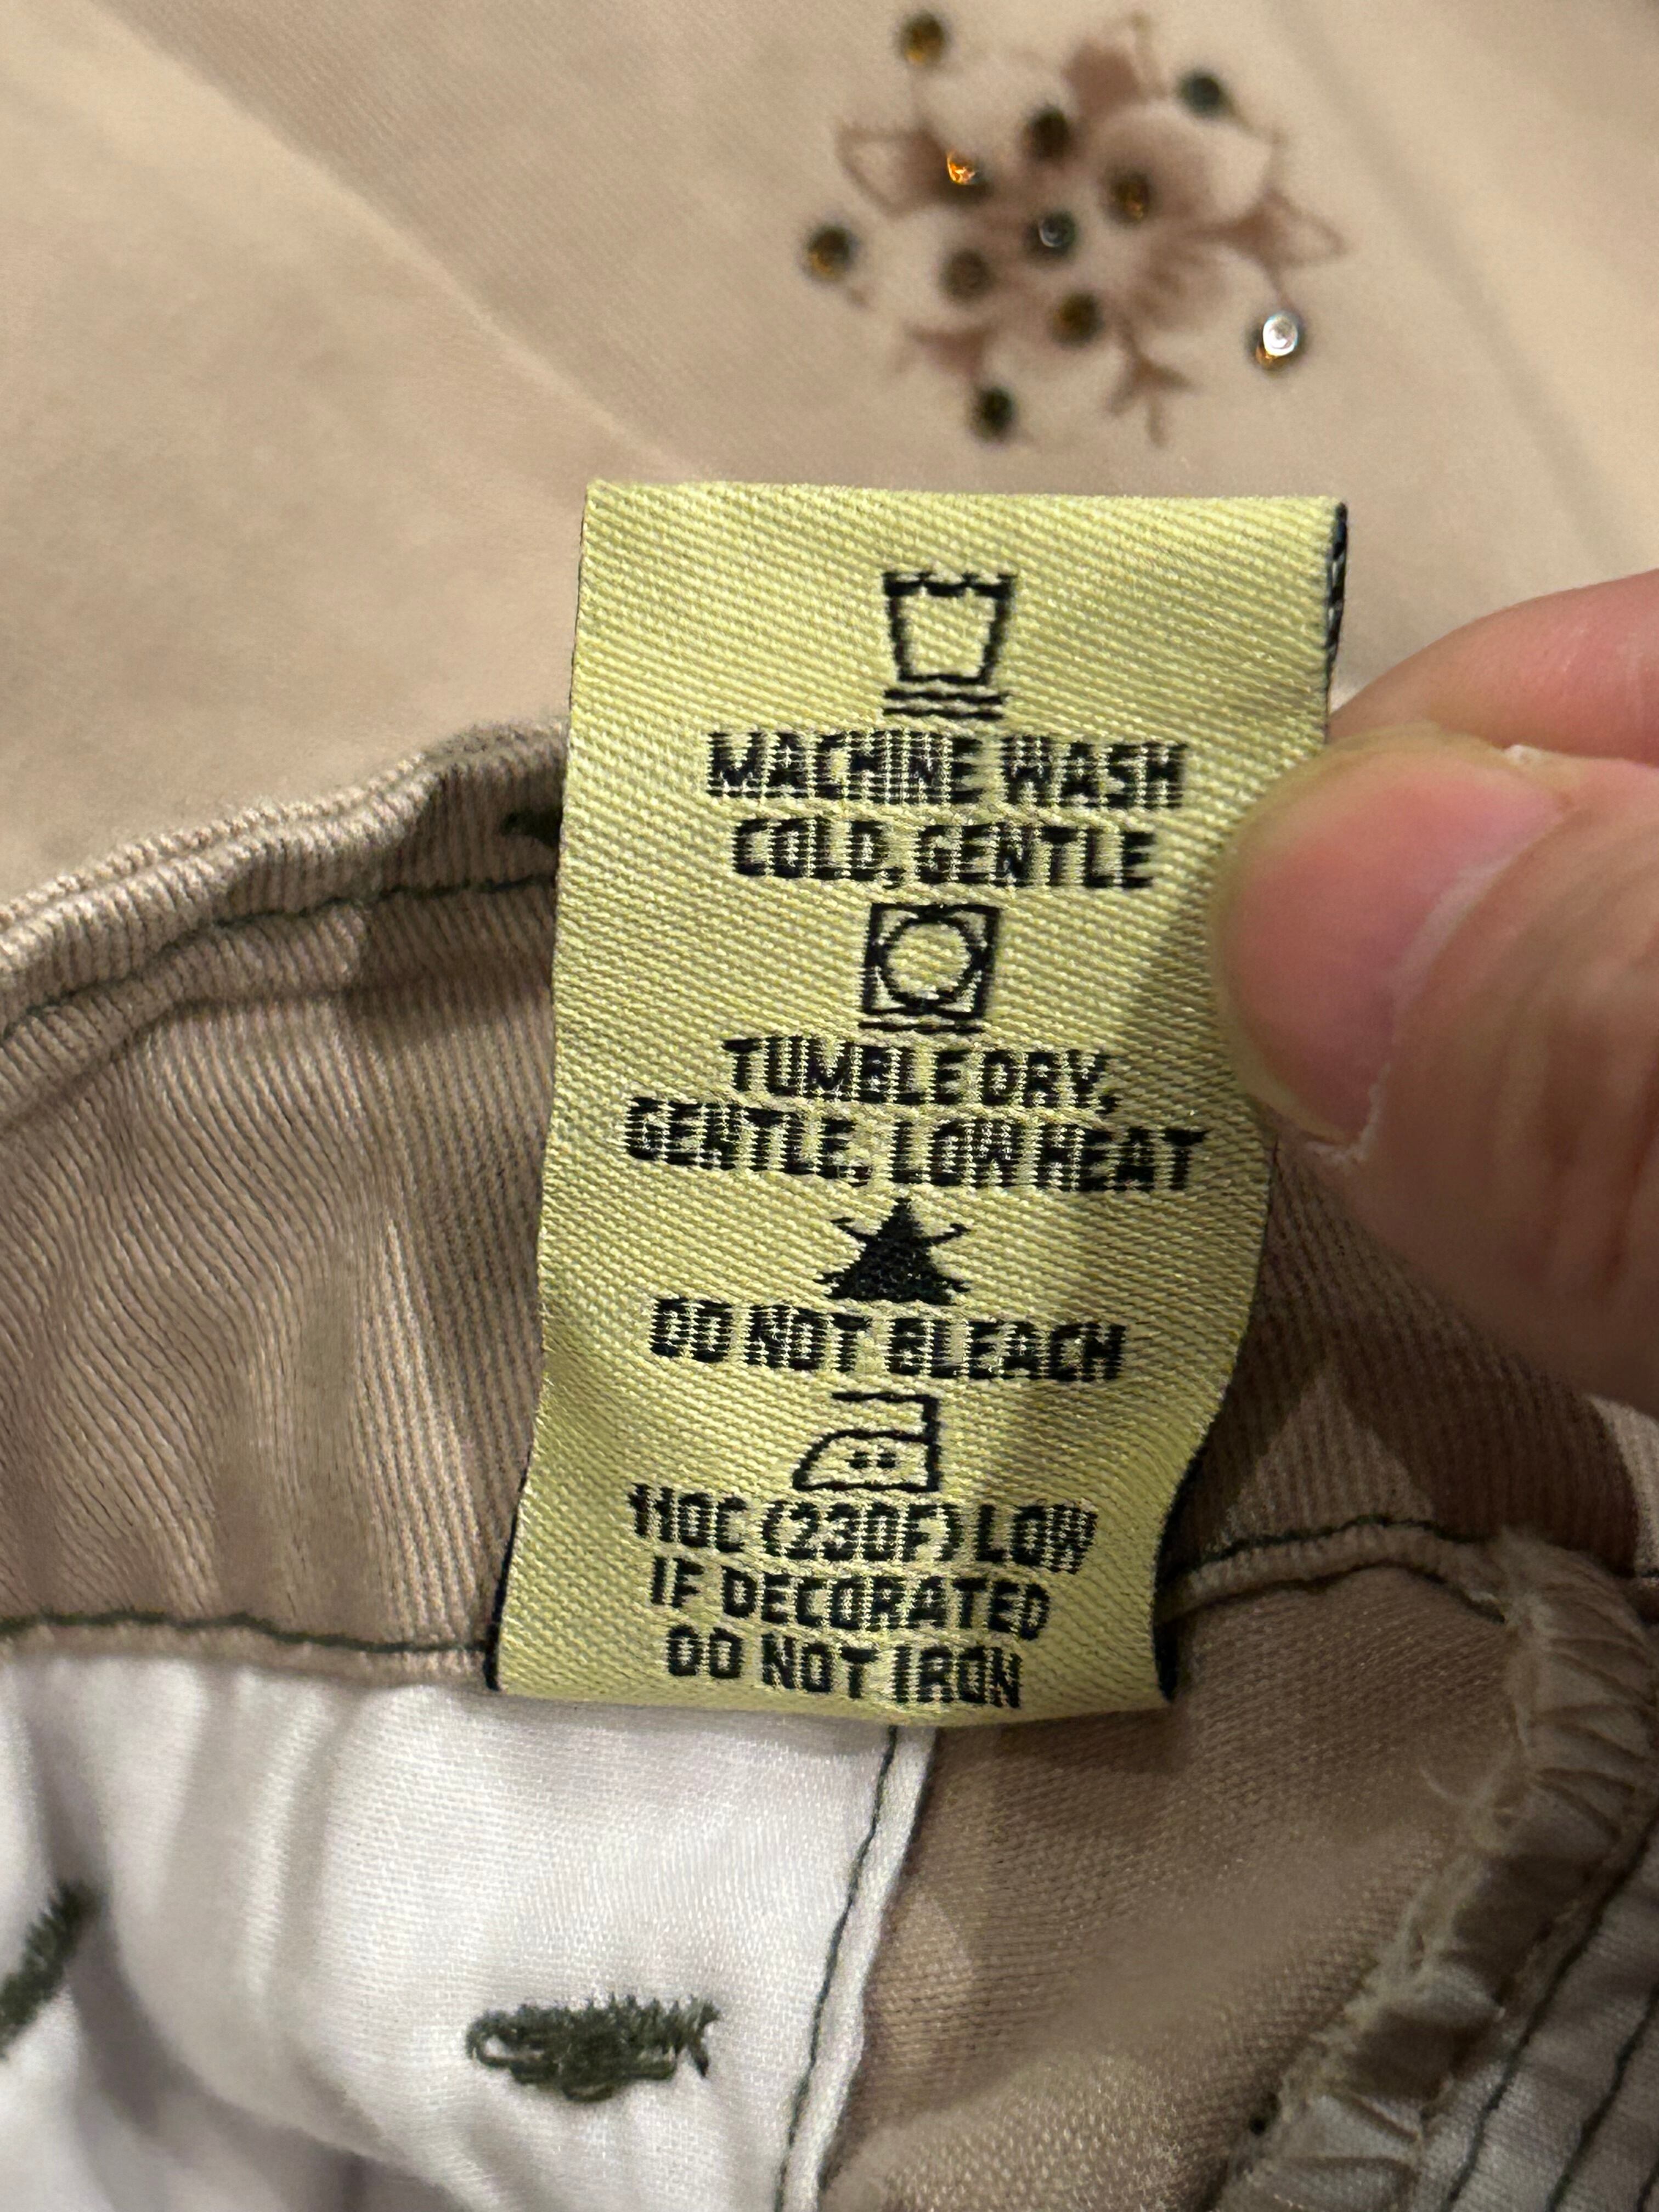 MACHINE WASH
COLD, GENTLE
TUMBLE DRY,
GENTLE, LOW HEAT
DO NOT BLEACH
110C (230F) LOW
IF DECORATED
DO NOT IRON